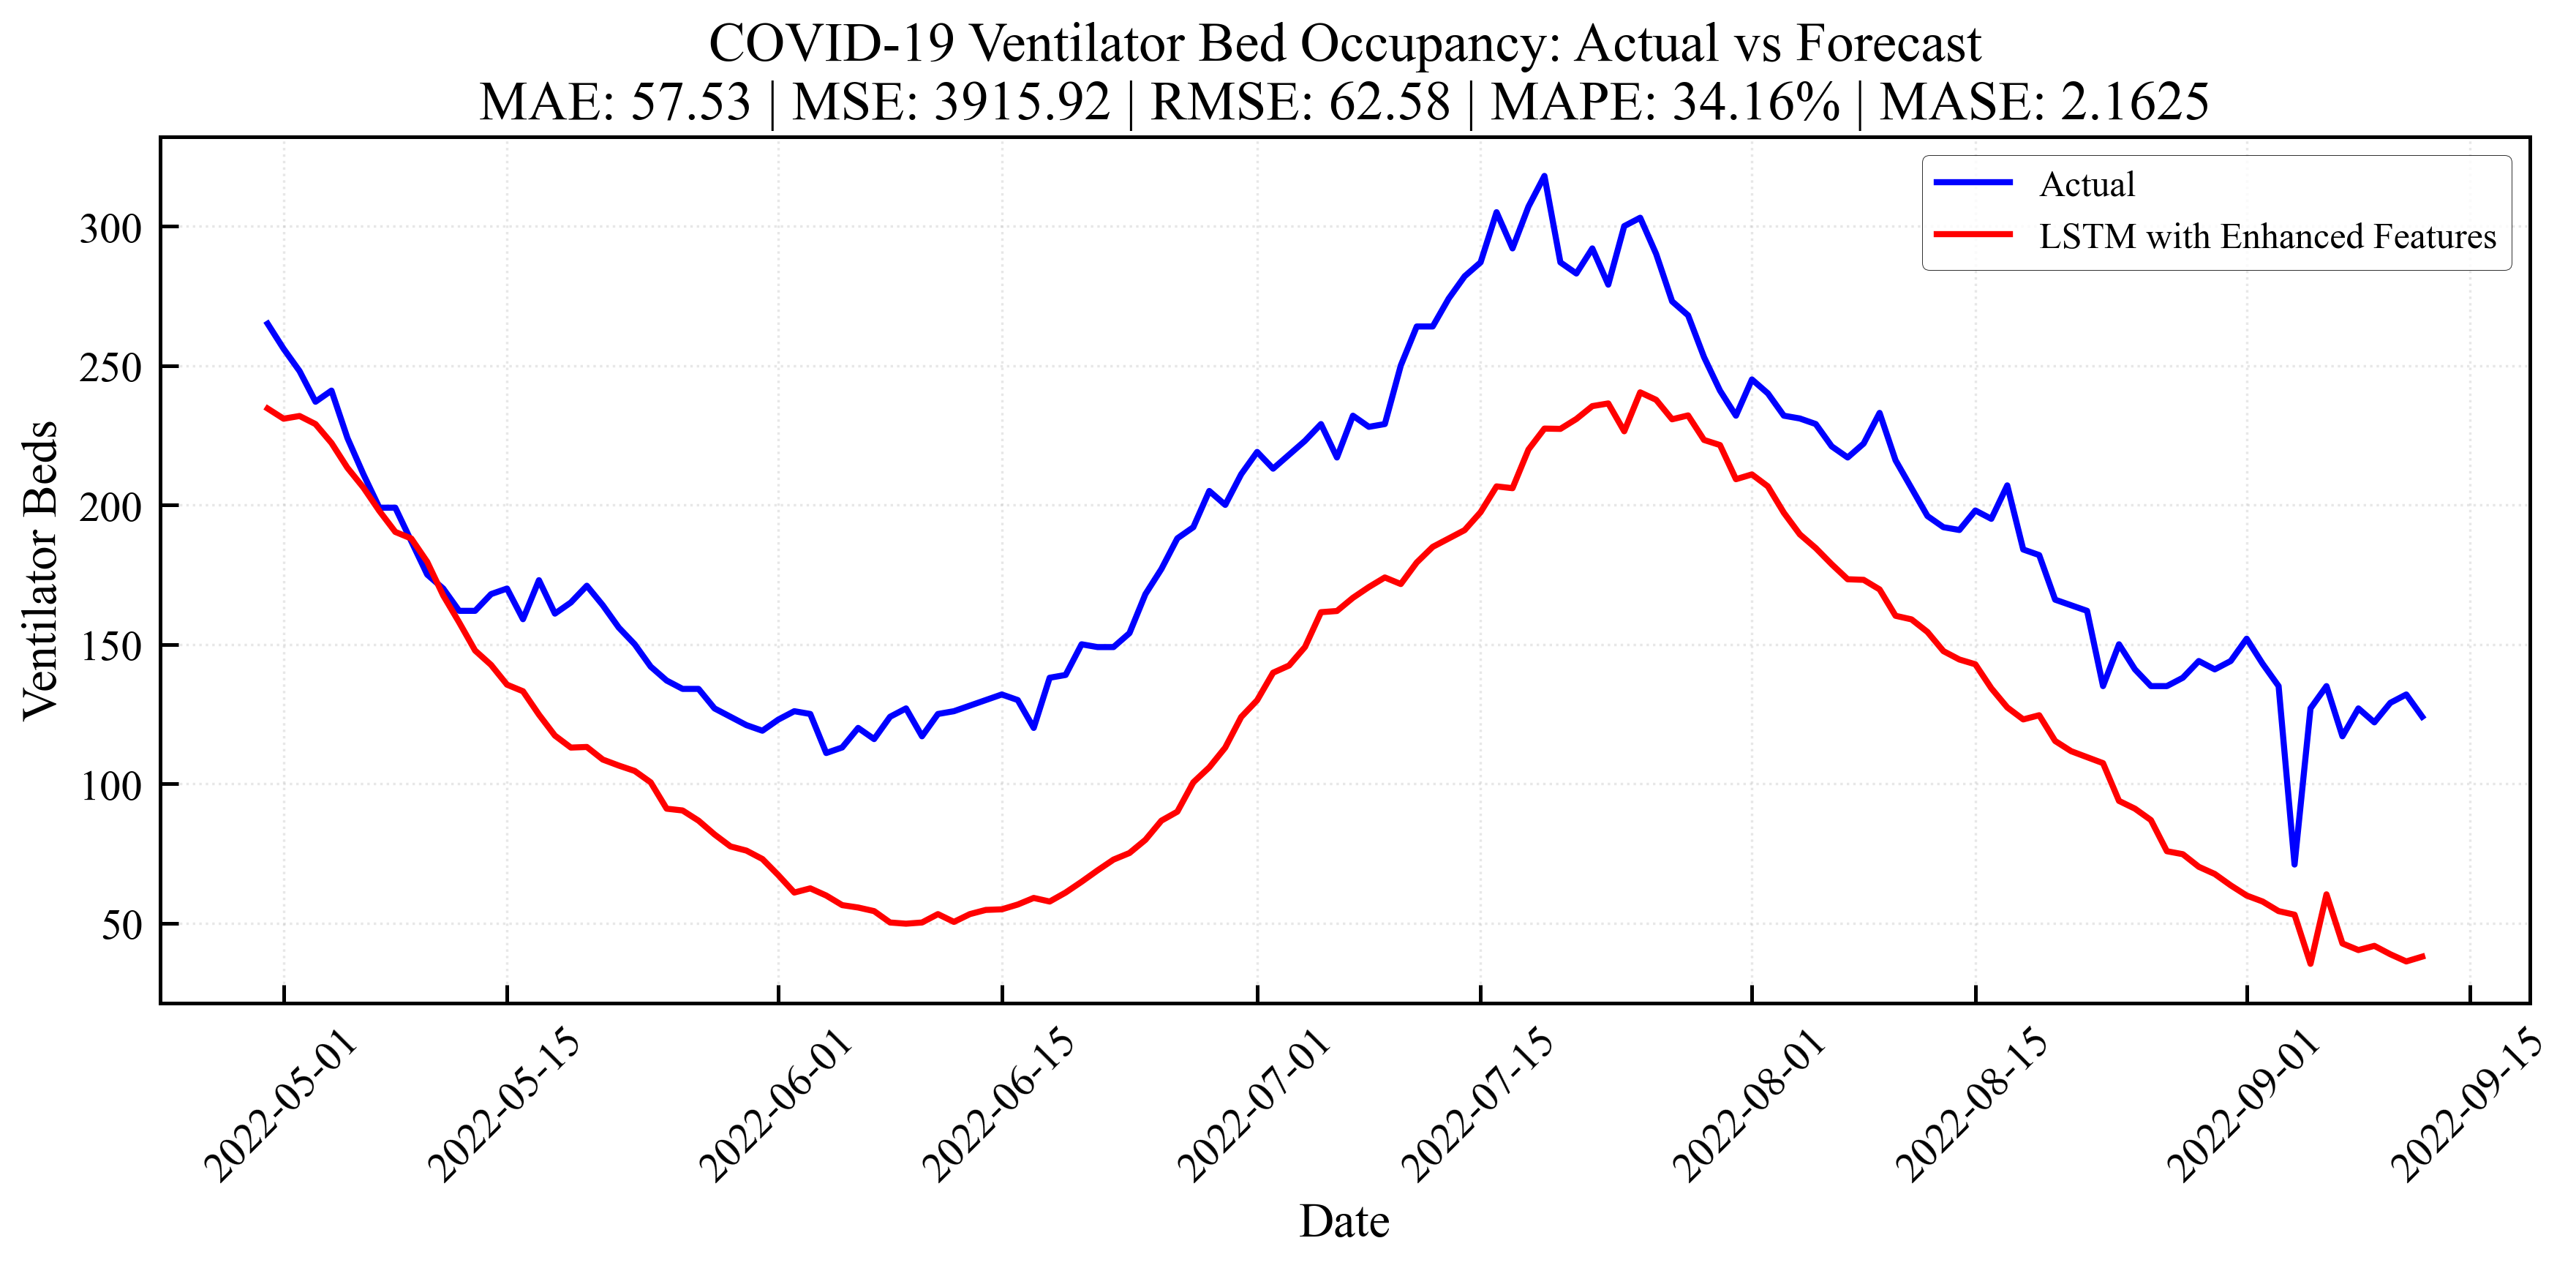 COVID-19 Ventilator Bed Occupancy: Actual vs Forecast
MAE: 57.53 | MSE: 3915.92 | RMSE: 62.58 | MAPE: 34.16% | MASE: 2.1625
Actual
LSTM with Enhanced Features
Ventilator Beds
300
250
200
150
100
50
2022-05-01
2022-05-15
2022-06-01
2022-06-15
2022-07-01
2022-07-15
2022-08-01
2022-08-15
2022-09-01
2022-09-15
Date